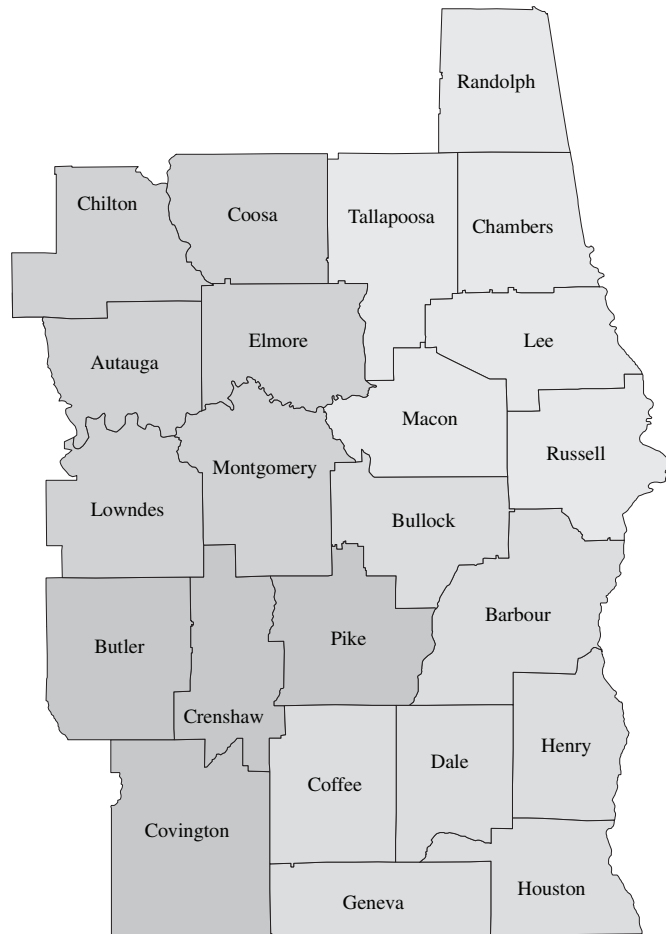 Randolph
Chilton
Coosa
Tallapoosa
Chambers
Autauga
Elmore
Lee
Macon
Russell
Montgomery
Lowndes
Bullock
Barbour
Butler
Pike
Crenshaw
Coffee
Dale
Henry
Covington
Geneva
Houston